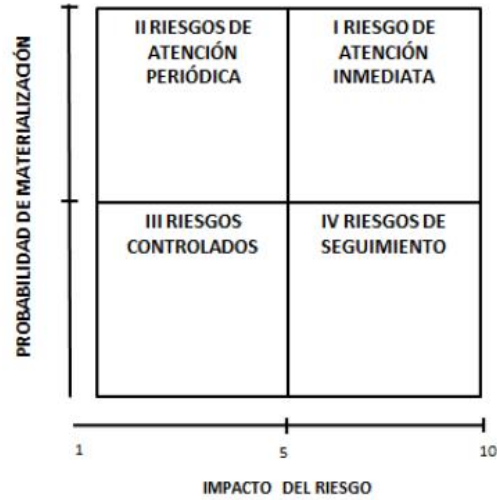 II RIESGOS DE
ATENCIÓN
PERIÓDICA
I RIESGO DE
ATENCIÓN
INMEDIATA
PROBABILIDAD DE MATERIALIZACIÓN
III RIESGOS
CONTROLADOS
IV RIESGOS DE
SEGUIMIENTO
1
5
10
IMPACTO DEL RIESGO